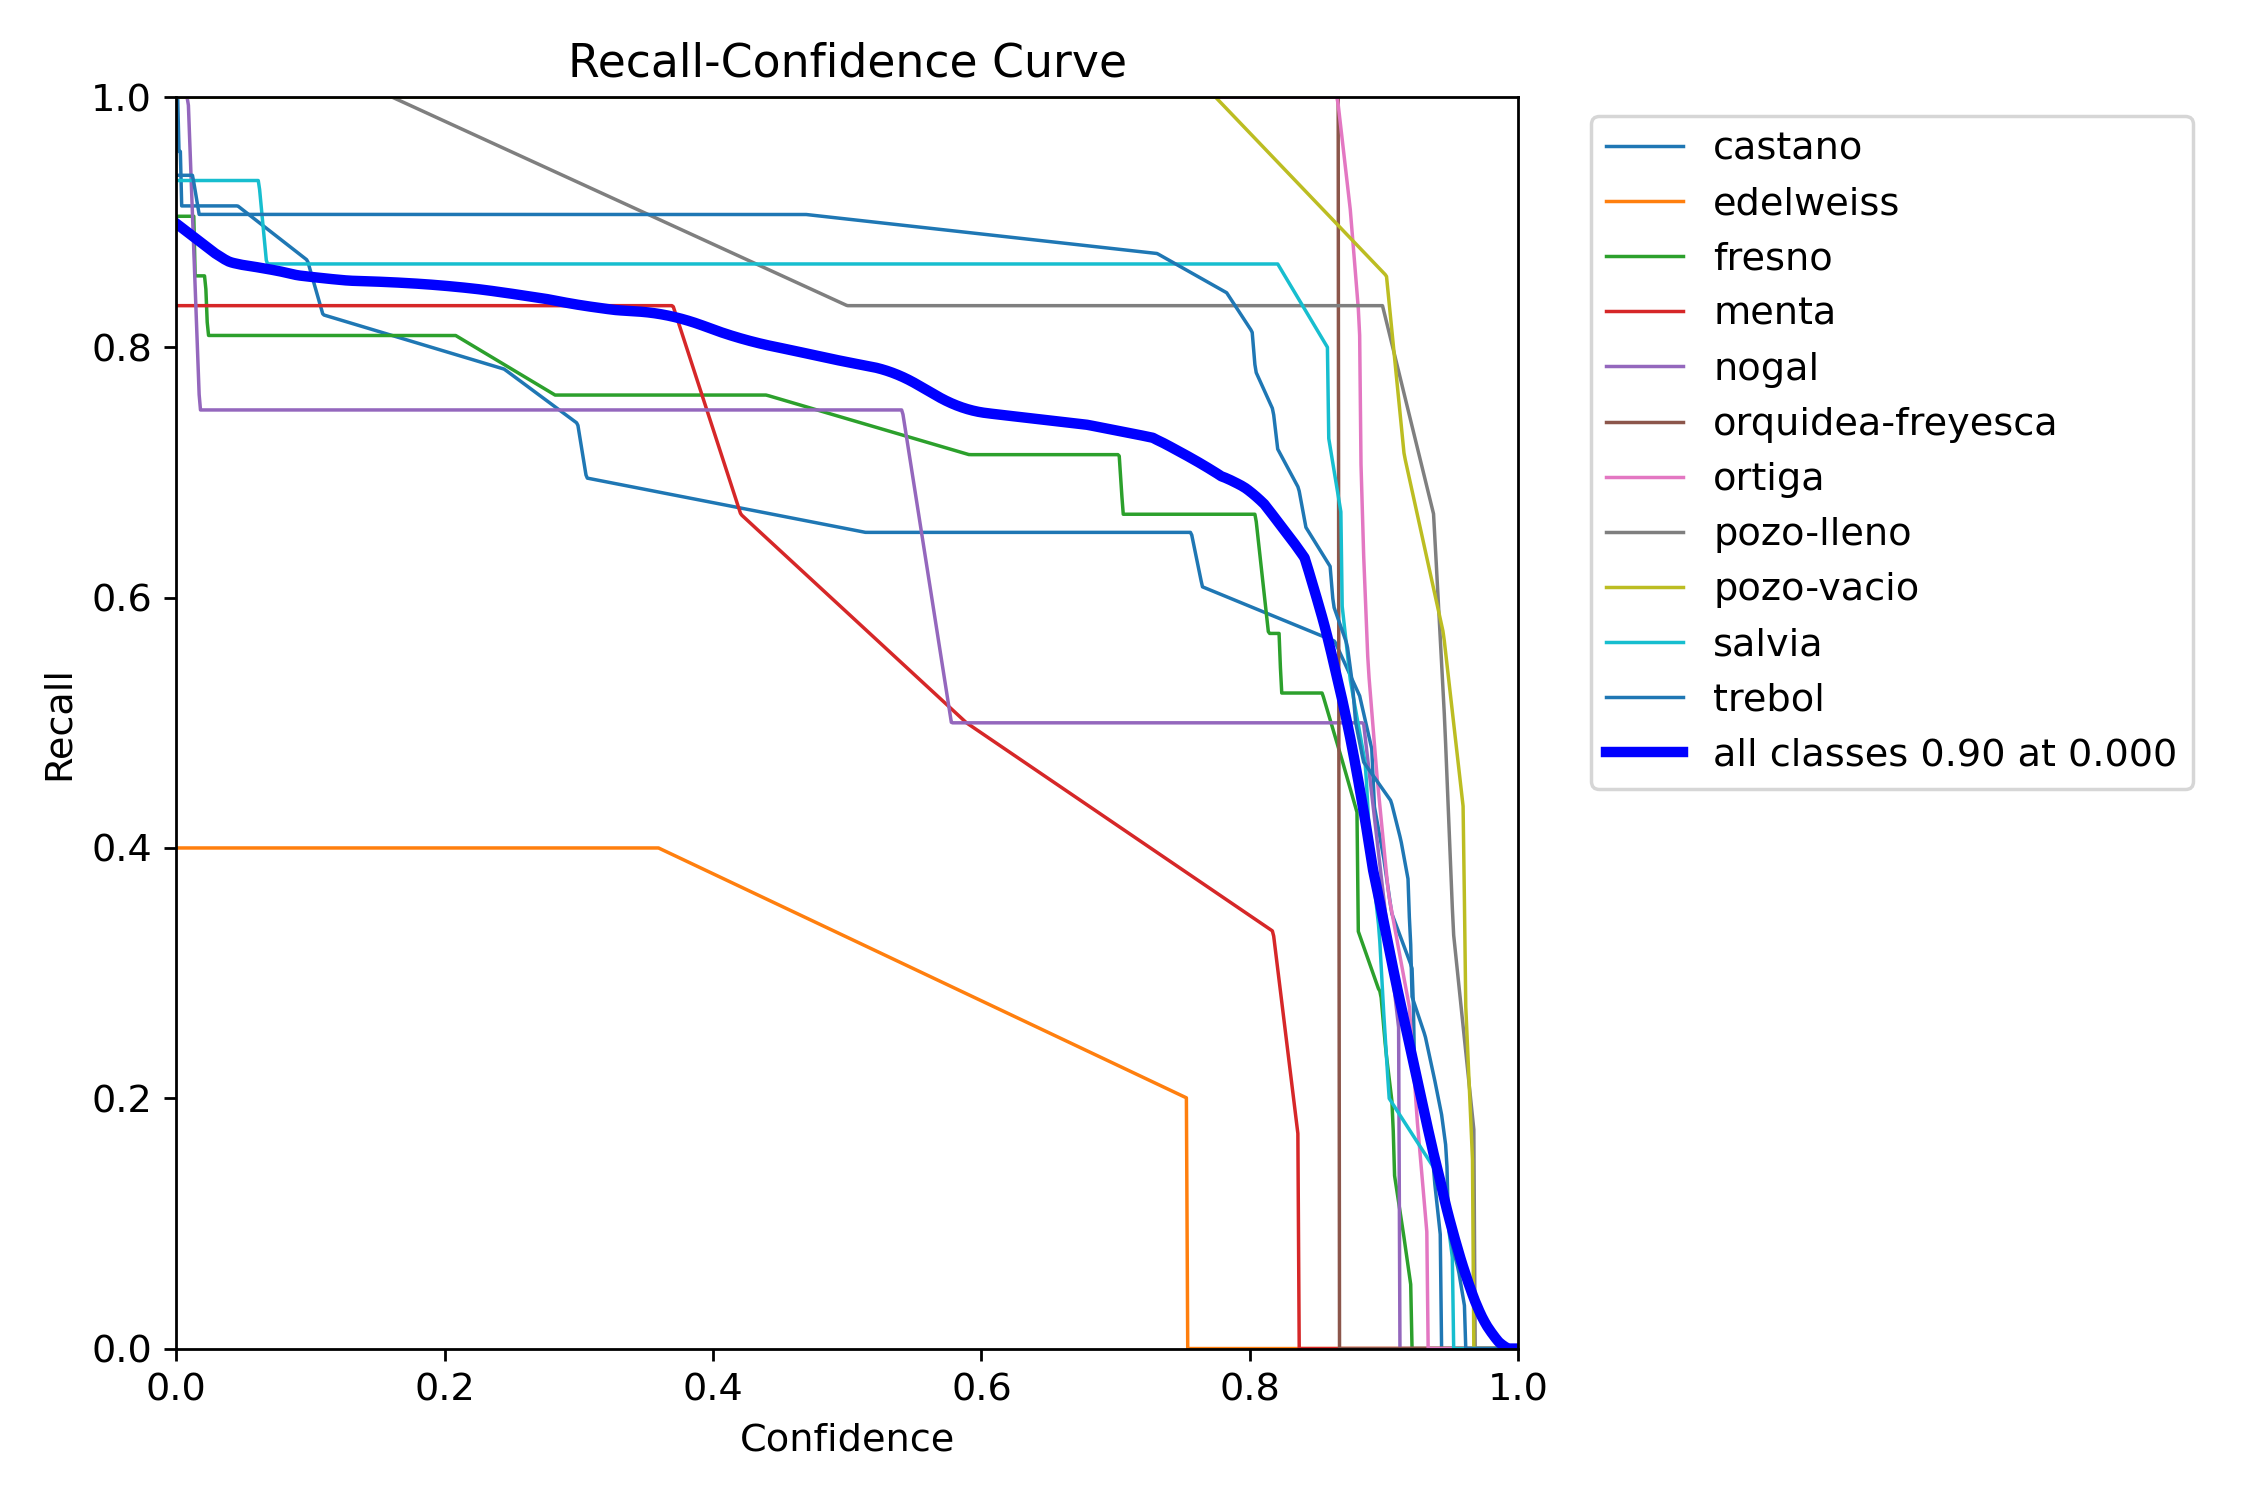 Recall-Confidence Curve
1.0
0.8
0.6
0.4
0.2
0.0
Recall
0.0 0.2 0.4 0.6 0.8 1.0
Confidence
castano
edelweiss
fresno
menta
nogal
orquidea-freyesca
ortiga
pozo-lleno
pozo-vacio
salvia
trebol
all classes 0.90 at 0.000